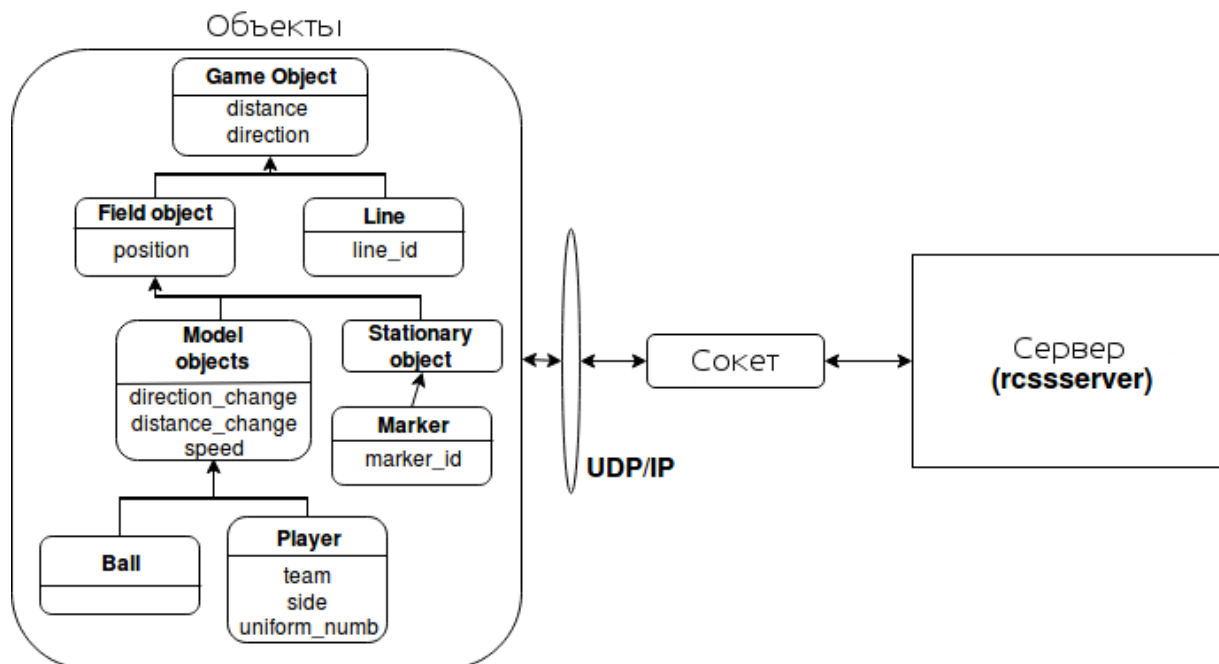 Объекты
Game Object
distance
direction
Field object
position
Line
line_id
Model
objects
direction_change
distance_change
speed
Stationary
object
Marker
marker_id
Ball
Player
team
side
uniform_numb
UDP/IP
Сокет
Сервер
(rcssserver)